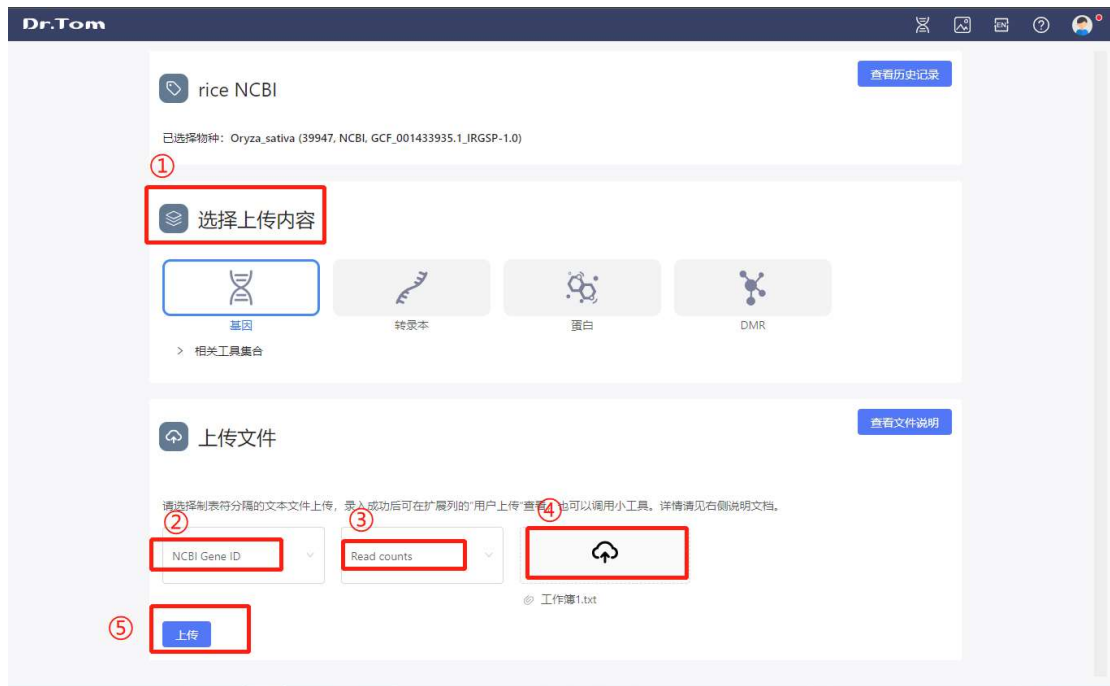 Dr.Tom
EN
rice NCBI
查看历史记录
已选择物种：Oryza_sativa (39947, NCBI, GCF_001433935.1_IRGSP-1.0)
①
选择上传内容
基因
转录本
蛋白
DMR
> 相关工具集合
上传文件
查看文件说明
请选择制表符分隔的文本文件上传，录入成功后可在扩展列的"用户上传"查看，也可以调用小工具。详情请见右侧说明文档。
②
③
④
NCBI Gene ID
Read counts
工作簿1.txt
⑤
上传